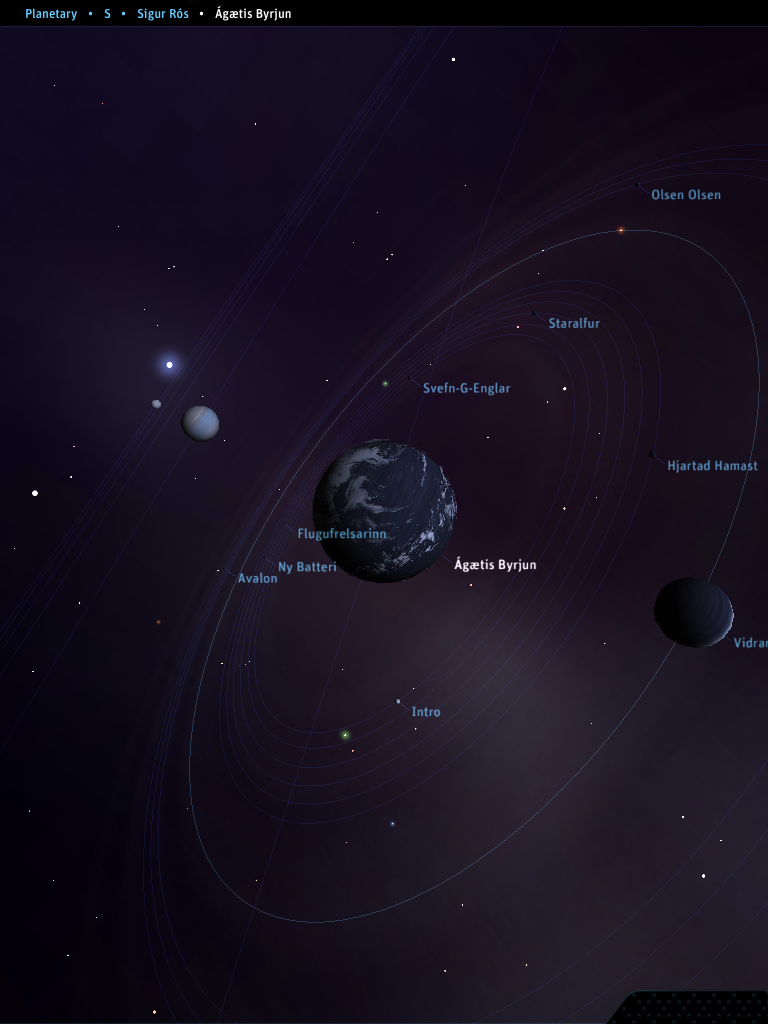 Planetary • S • Sigur Rós • Ágætis Byrjun
Olsen Olsen
Staralfur
Svefn-G-Englar
Hjartad Hamast
Flugufrelsarinn
Ny Batteri
Ágætis Byrjun
Avalon
Vidrar
Intro